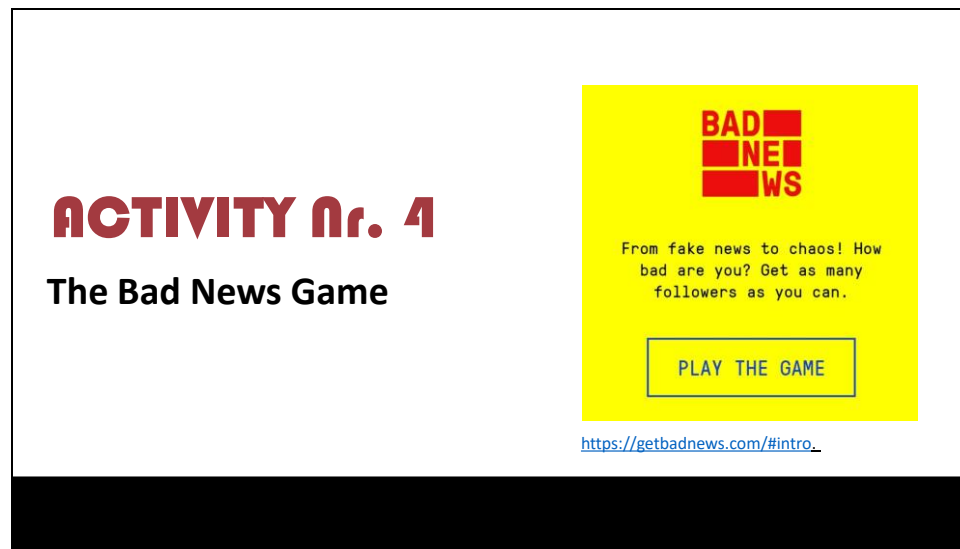 ACTIVITY Nr. 4
The Bad News Game
BAD
NE
WS
From fake news to chaos! How
bad are you? Get as many
followers as you can.
PLAY THE GAME
https://getbadnews.com/#intro.